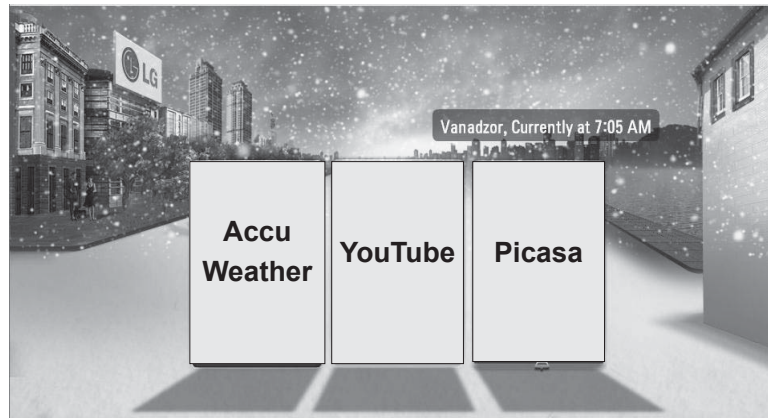 LG
Vanadzor, Currently at 7:05 AM
Accu
Weather
YouTube
Picasa